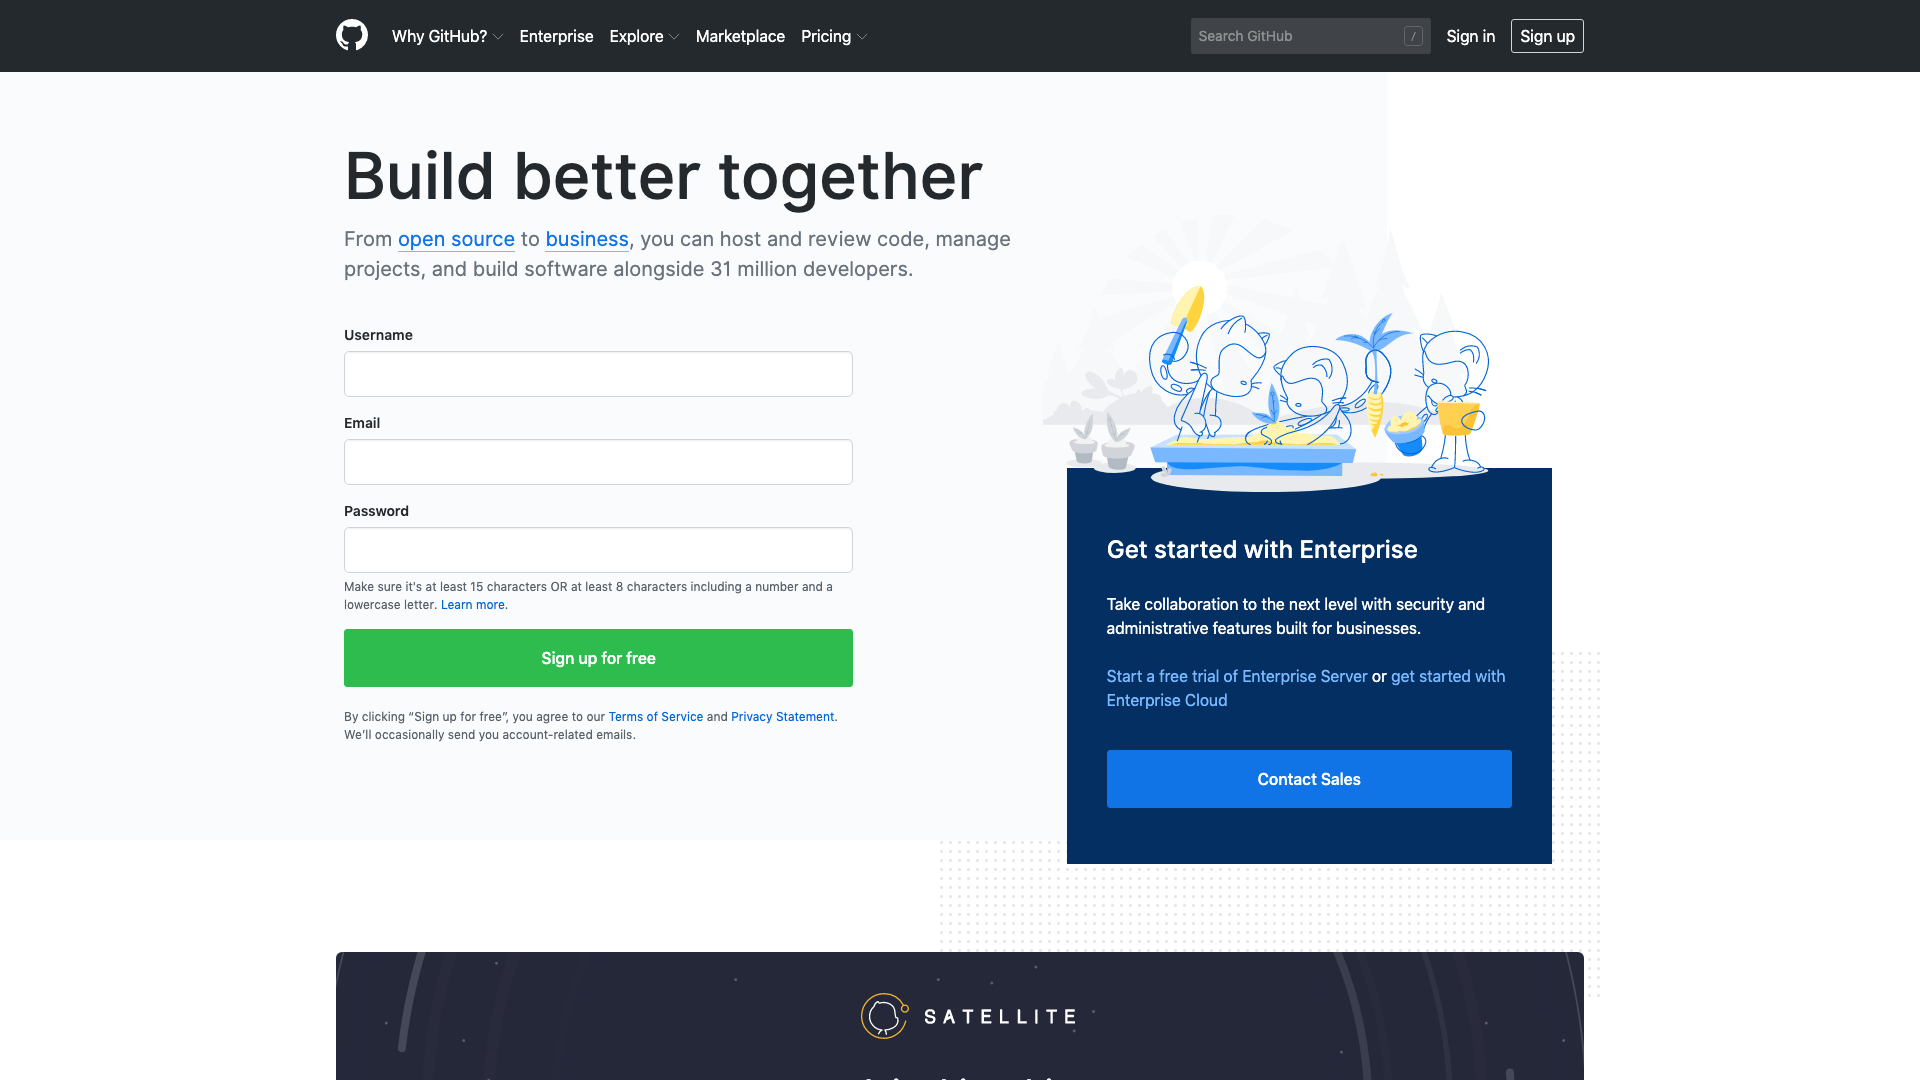 Why GitHub?
Enterprise
Explore
Marketplace
Pricing
Search GitHub
/
Sign in
Sign up
Build better together
From open source to business, you can host and review code, manage
projects, and build software alongside 31 million developers.
Username
Email
Password
Make sure it's at least 15 characters OR at least 8 characters including a number and a
lowercase letter. Learn more.
Sign up for free
By clicking “Sign up for free”, you agree to our Terms of Service and Privacy Statement.
We’ll occasionally send you account-related emails.
Get started with Enterprise
Take collaboration to the next level with security and
administrative features built for businesses.
Start a free trial of Enterprise Server or get started with
Enterprise Cloud
Contact Sales
SATELLITE